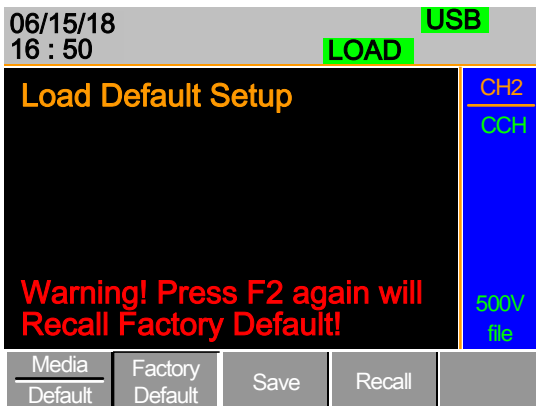 06/15/18
USB
16 : 50
LOAD
Load Default Setup
CH2
CCH
Warning! Press F2 again will
Recall Factory Default!
500V
file
Media
Default
Factory
Default
Save
Recall